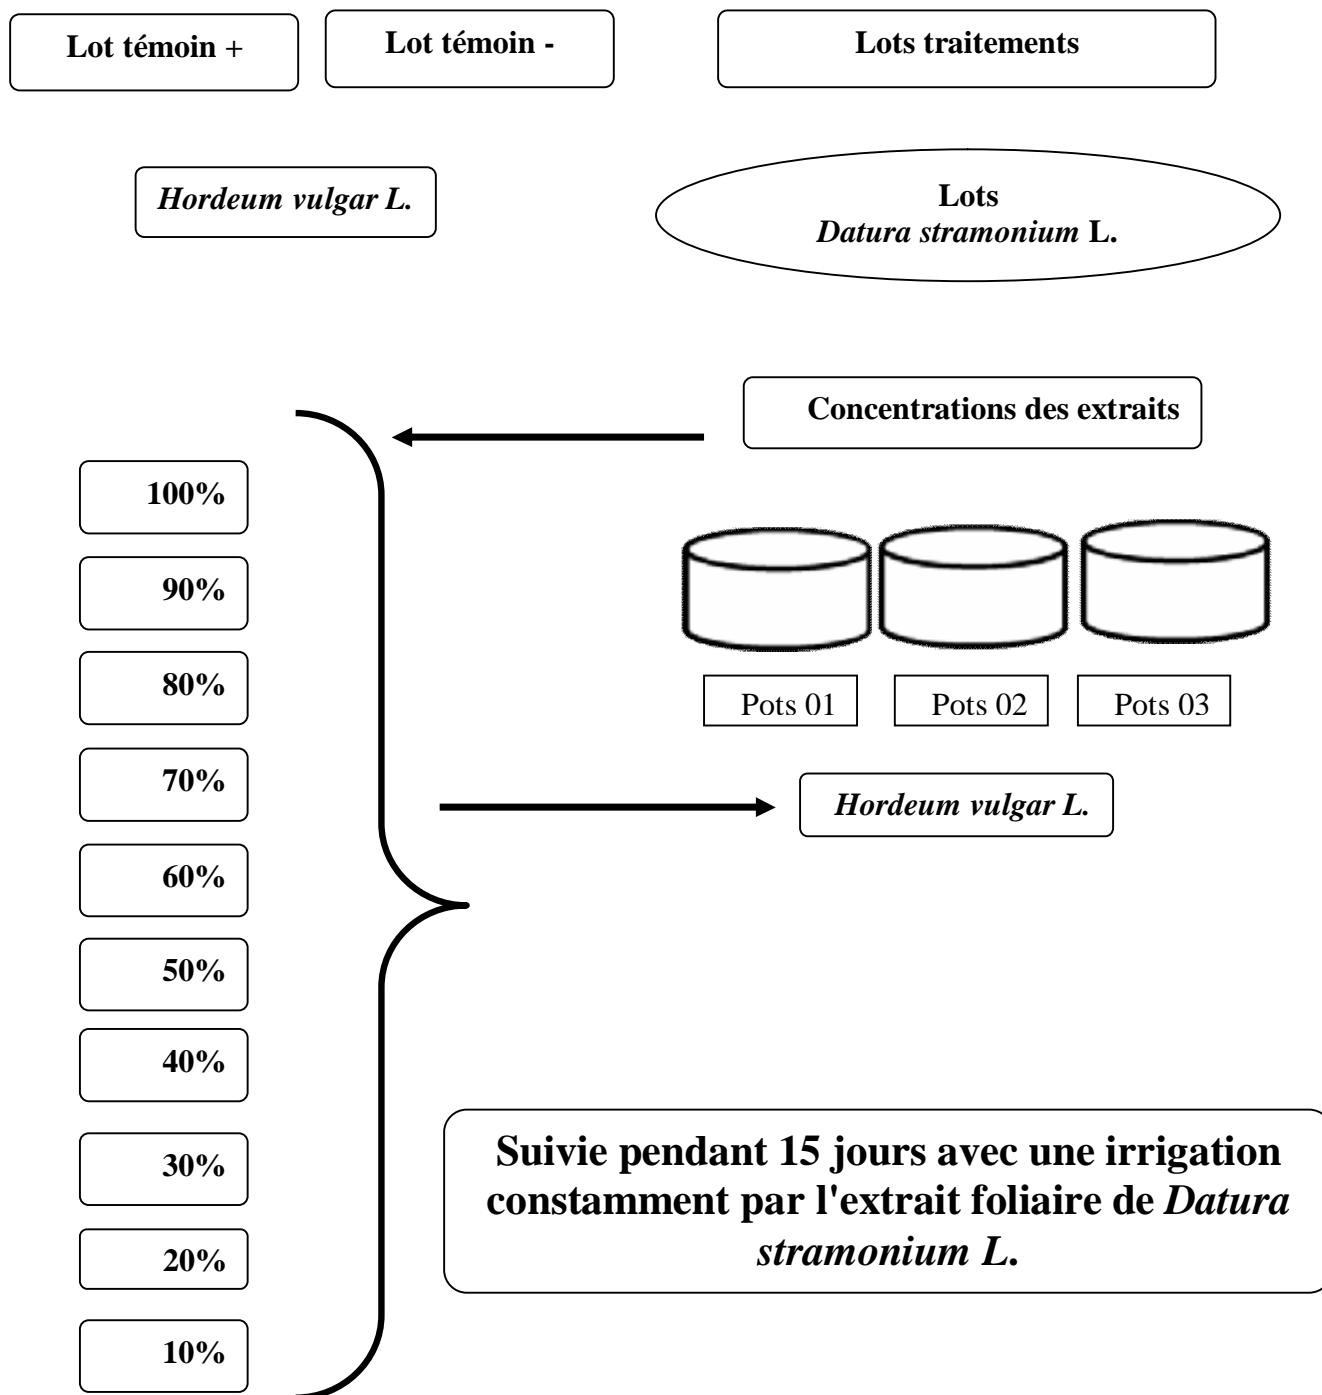 Lot témoin +
Lot témoin -
Lots traitements
Hordeum vulgar L.
Lots
Datura stramonium L.
Concentrations des extraits
100%
90%
80%
70%
60%
50%
40%
30%
20%
10%
Pots 01
Pots 02
Pots 03
Hordeum vulgar L.
Suivie pendant 15 jours avec une irrigation
constamment par l'extrait foliaire de Datura
stramonium L.